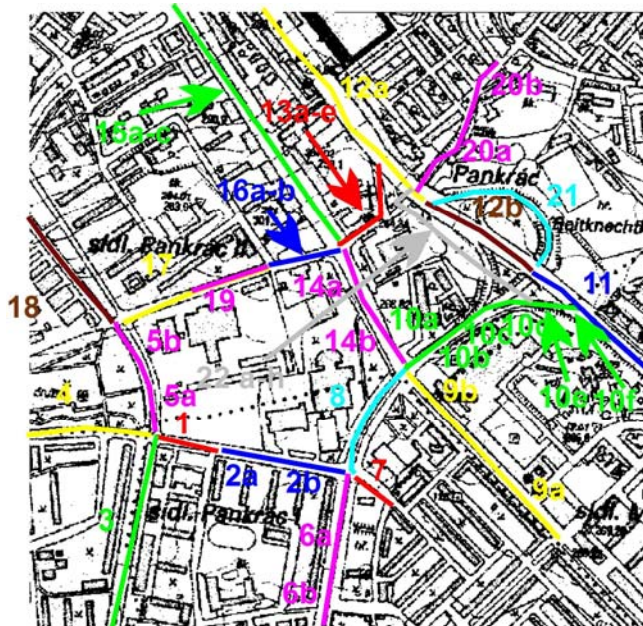 12a
20b
13a-e
15a-c
20a
Pankrác
21
16a-b
12b
Reitknechtk
sídl. Pankrác II.
17
11
14a
19
18
5b
10a
10c
14b
10b
22 a-h
9b
8
10e
10f
5a
4
1
7
2a
2b
9a
3
sídl. Pankrác
6a
6b